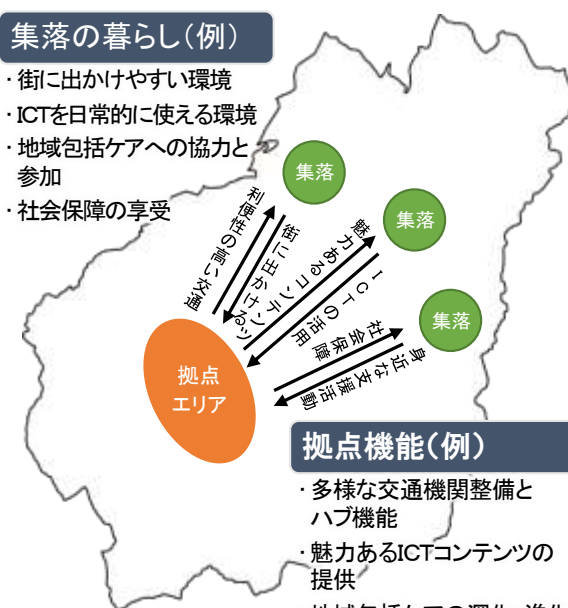 集落の暮らし（例）
・街に出かけやすい環境
・ICTを日常的に使える環境
・地域包括ケアへの協力と
参加
・社会保障の享受
集落
集落
集落
利便性の高い交通
街に出かける
魅力あるコンテンツ
ICTの活用
社会保障
身近な支援活動
拠点
エリア
拠点機能（例）
・多様な交通機関整備と
ハブ機能
・魅力あるICTコンテンツの
提供